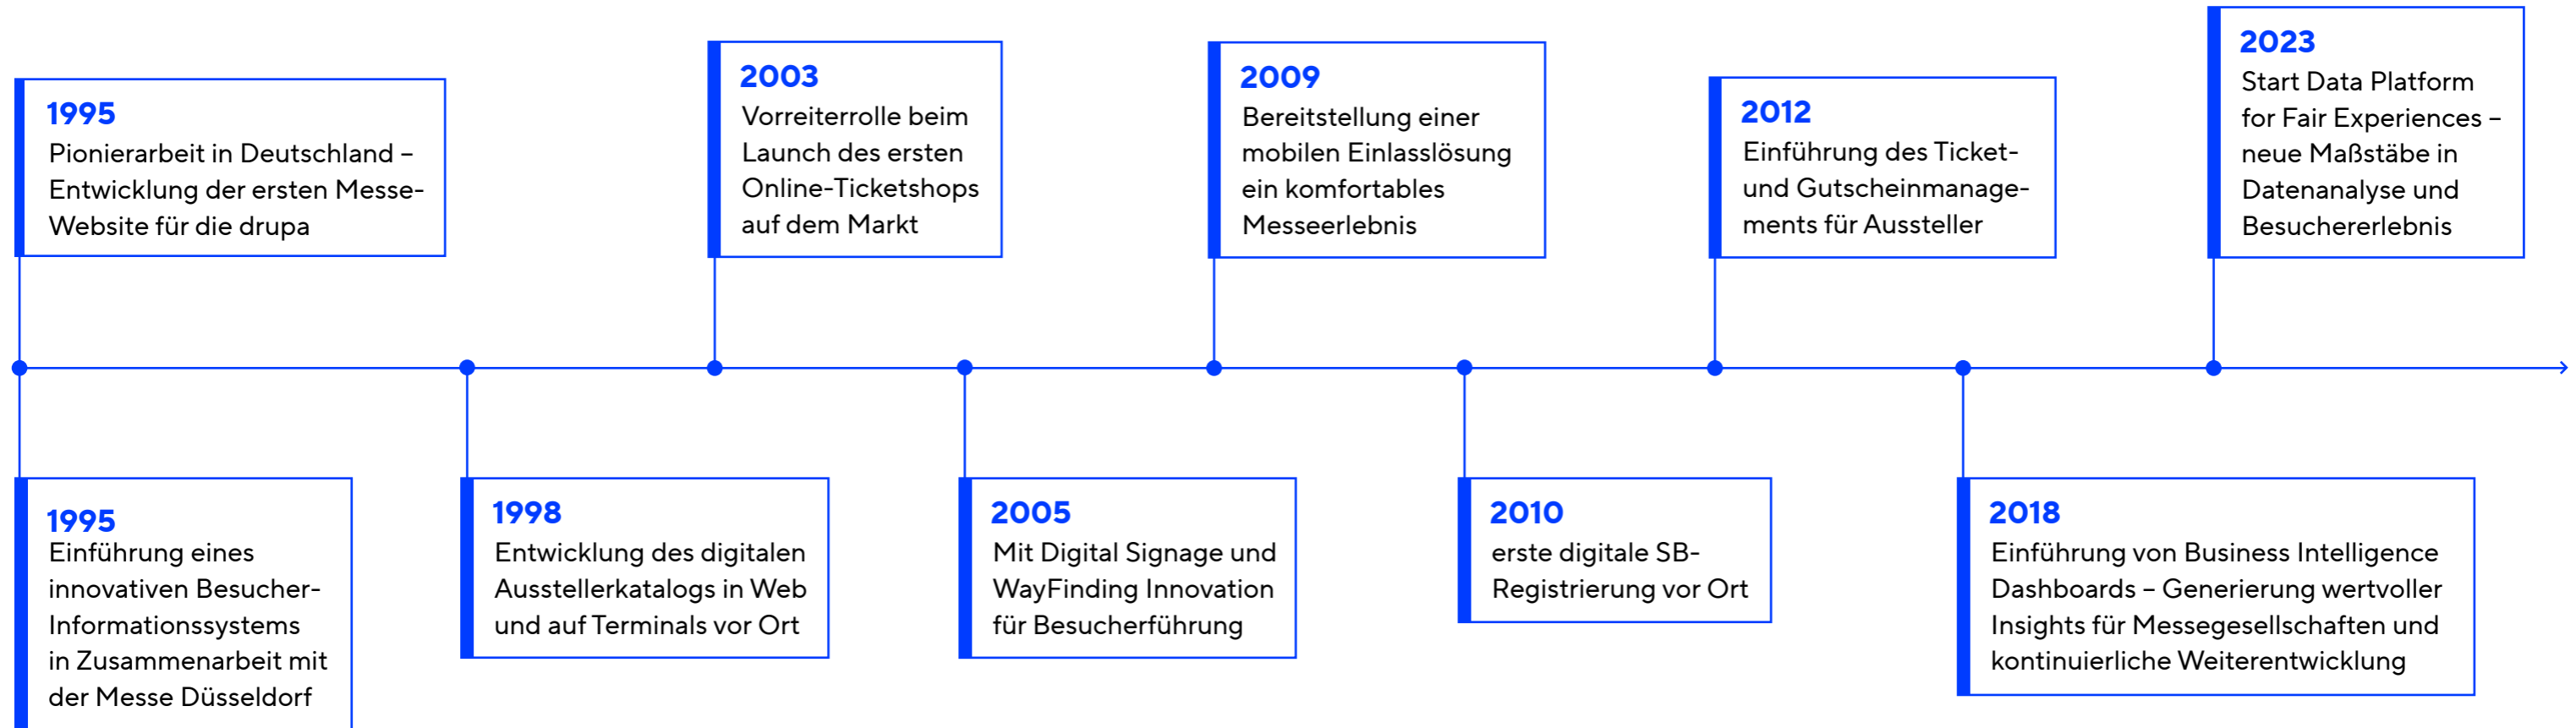 1995
Pionierarbeit in Deutschland –
Entwicklung der ersten Messe-
Website für die drupa
1995
Einführung eines
innovativen Besucher-
Informationssystems
in Zusammenarbeit mit
der Messe Düsseldorf
1998
Entwicklung des digitalen
Ausstellerkatalogs in Web
und auf Terminals vor Ort
2003
Vorreiterrolle beim
Launch des ersten
Online-Ticketshops
auf dem Markt
2005
Mit Digital Signage und
WayFinding Innovation
für Besucherführung
2009
Bereitstellung einer
mobilen Einlasslösung
ein komfortables
Messeerlebnis
2010
erste digitale SB-
Registrierung vor Ort
2012
Einführung des Ticket-
und Gutscheinmanage-
ments für Aussteller
2018
Einführung von Business Intelligence
Dashboards – Generierung wertvoller
Insights für Messegesellschaften und
kontinuierliche Weiterentwicklung
2023
Start Data Platform
for Fair Experiences –
neue Maßstäbe in
Datenanalyse und
Besuchererlebnis